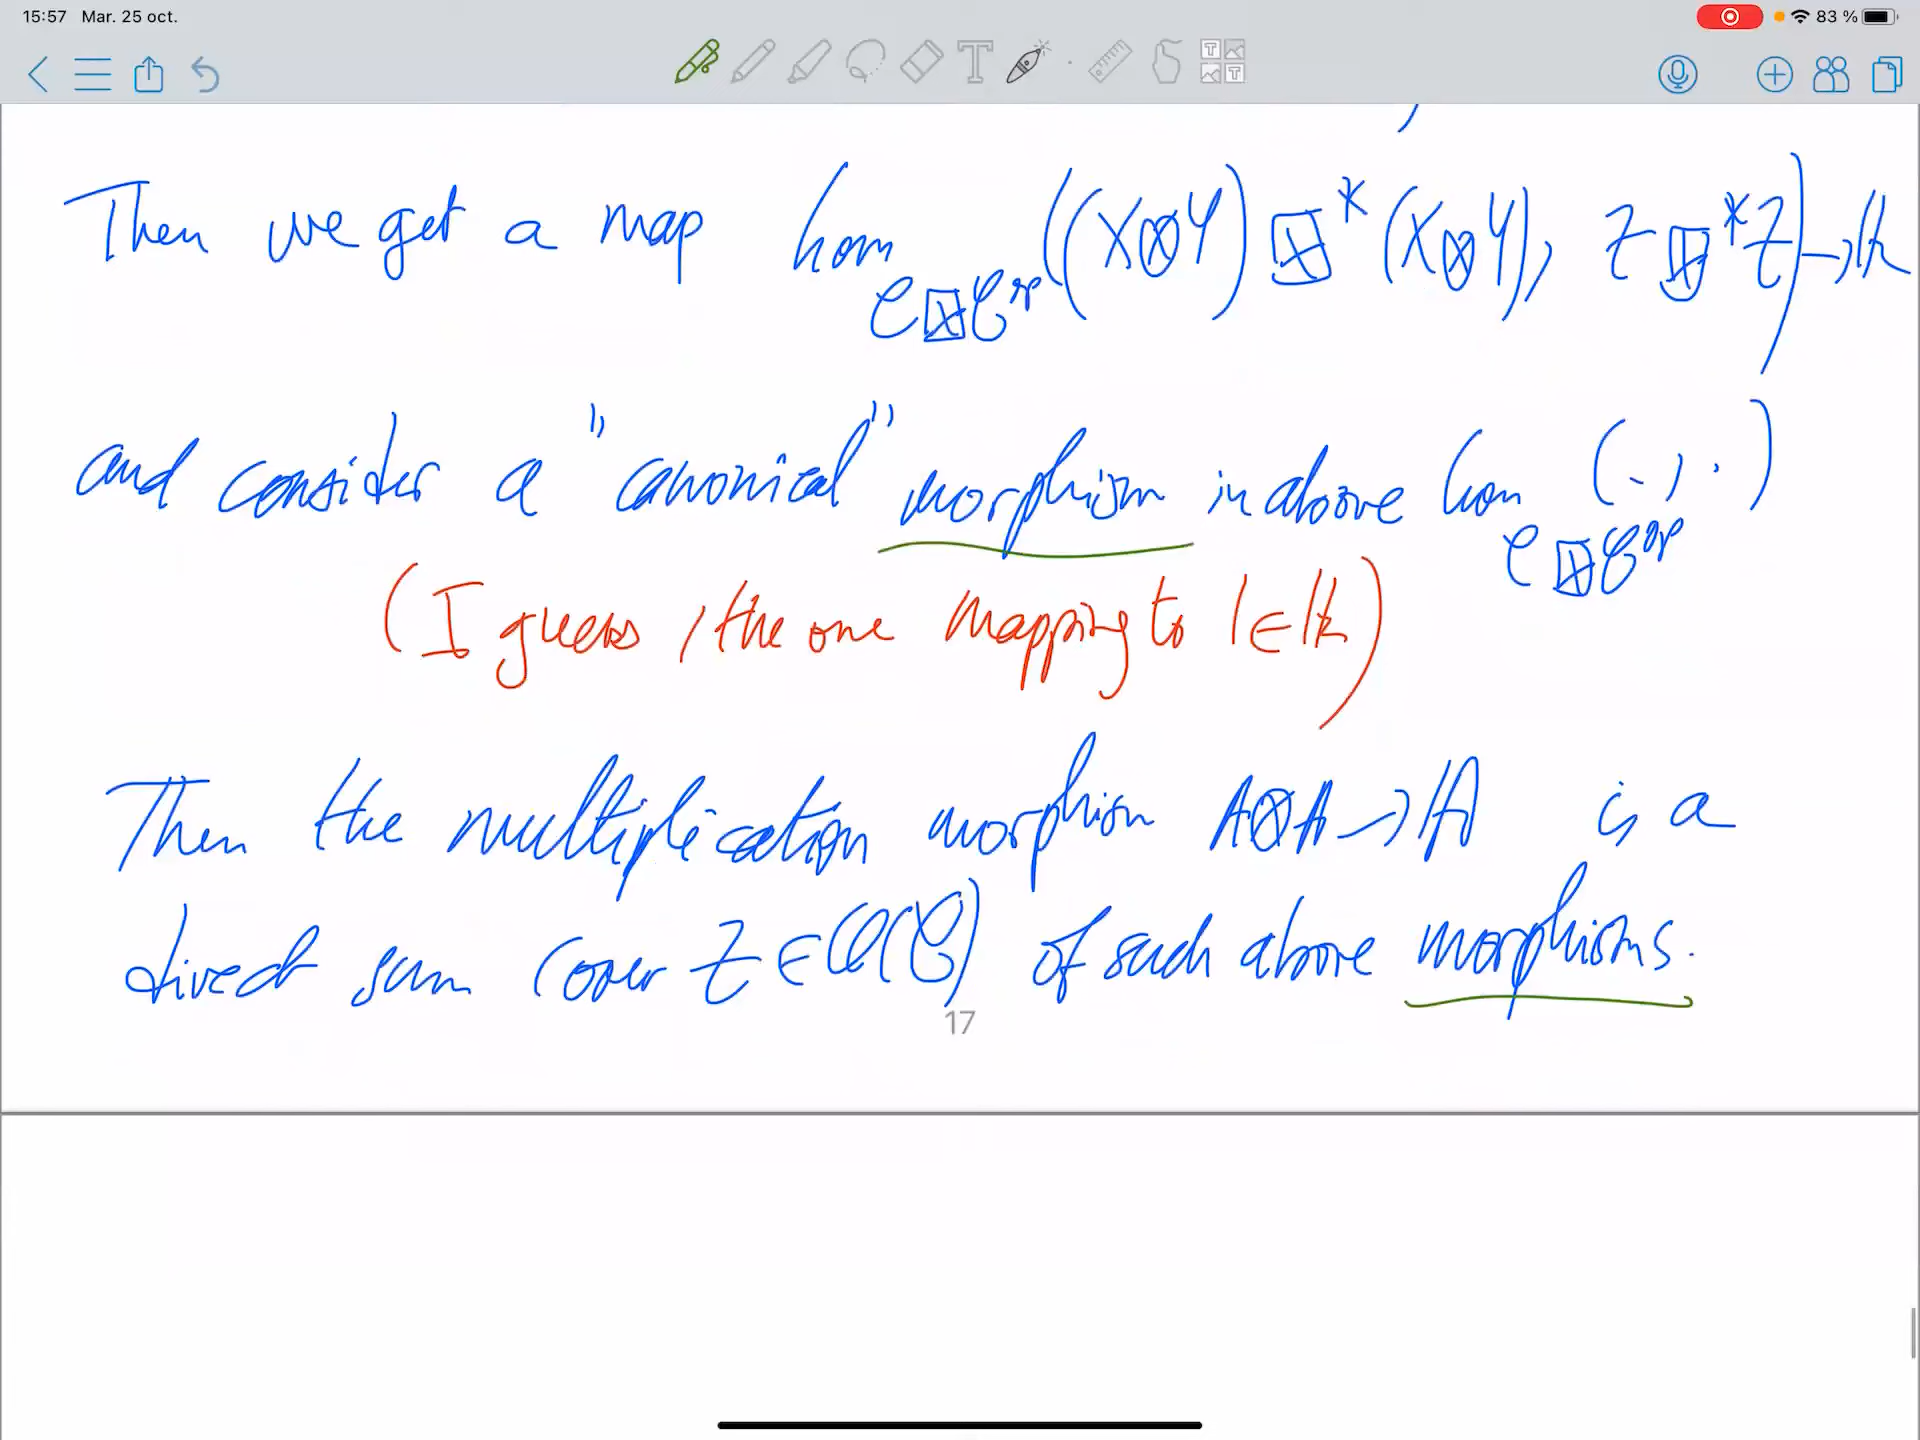 15:57 Mar. 25 oct. 83 %
Then we get a map hom_{C⊠C^{op}}((X⊗Y) ⊠* (X⊗Y), Z ⊠* Z) → 𝕜
and consider a "canonical" morphism in above hom_{C⊠C^{op}}(·,·)
(I guess, the one mapping to 1∈𝕜)
Then the multiplication morphism A⊗A → A is a
direct sum (over Z ∈ O(C)) of such above morphisms.
17